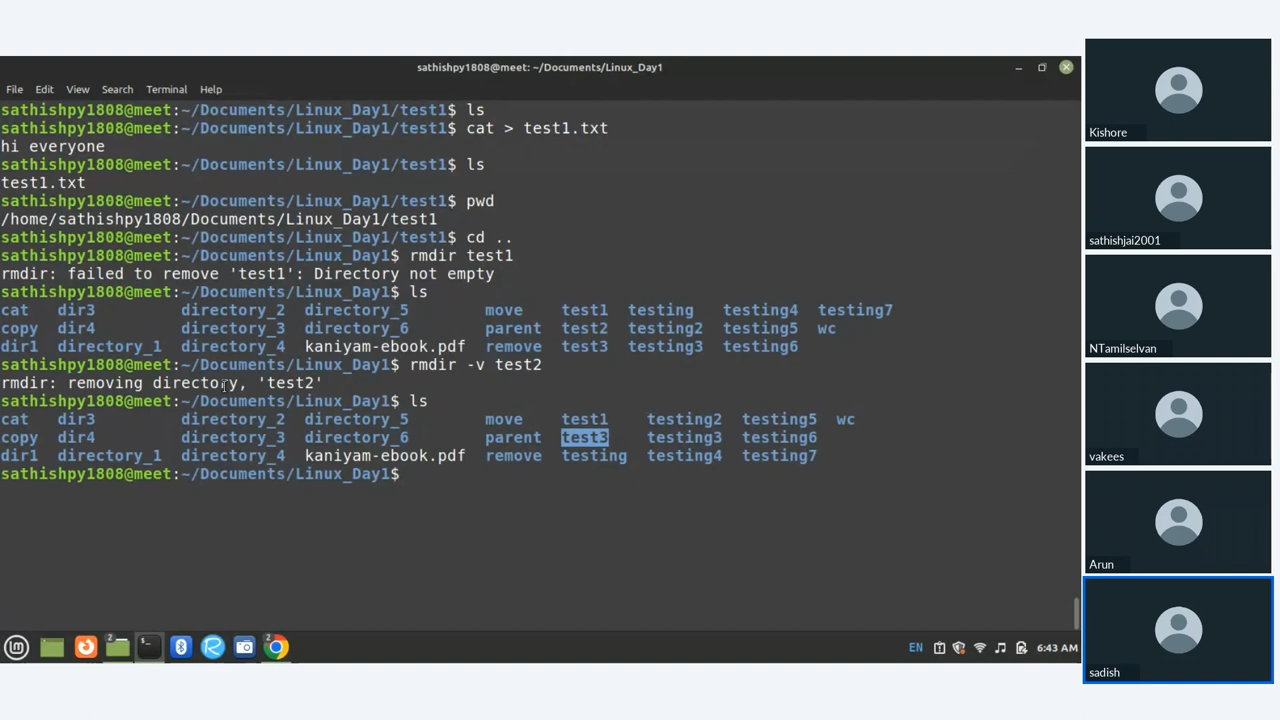 sathishpy1808@meet: ~/Documents/Linux_Day1
File Edit View Search Terminal Help
sathishpy1808@meet:~/Documents/Linux_Day1/test1$ ls
sathishpy1808@meet:~/Documents/Linux_Day1/test1$ cat > test1.txt
hi everyone
sathishpy1808@meet:~/Documents/Linux_Day1/test1$ ls
test1.txt
sathishpy1808@meet:~/Documents/Linux_Day1/test1$ pwd
/home/sathishpy1808/Documents/Linux_Day1/test1
sathishpy1808@meet:~/Documents/Linux_Day1/test1$ cd ..
sathishpy1808@meet:~/Documents/Linux_Day1$ rmdir test1
rmdir: failed to remove 'test1': Directory not empty
sathishpy1808@meet:~/Documents/Linux_Day1$ ls
cat dir3 directory_2 directory_5 move test1 testing testing4 testing7
copy dir4 directory_3 directory_6 parent test2 testing2 testing5 wc
dir1 directory_1 directory_4 kaniyam-ebook.pdf remove test3 testing3 testing6
sathishpy1808@meet:~/Documents/Linux_Day1$ rmdir -v test2
rmdir: removing directory, 'test2'
sathishpy1808@meet:~/Documents/Linux_Day1$ ls
cat dir3 directory_2 directory_5 move test1 testing2 testing5 wc
copy dir4 directory_3 directory_6 parent test3 testing3 testing6
dir1 directory_1 directory_4 kaniyam-ebook.pdf remove testing testing4 testing7
sathishpy1808@meet:~/Documents/Linux_Day1$
2 2 EN 6:43 AM
Kishore
sathishjai2001
NTamilselvan
vakees
Arun
sadish